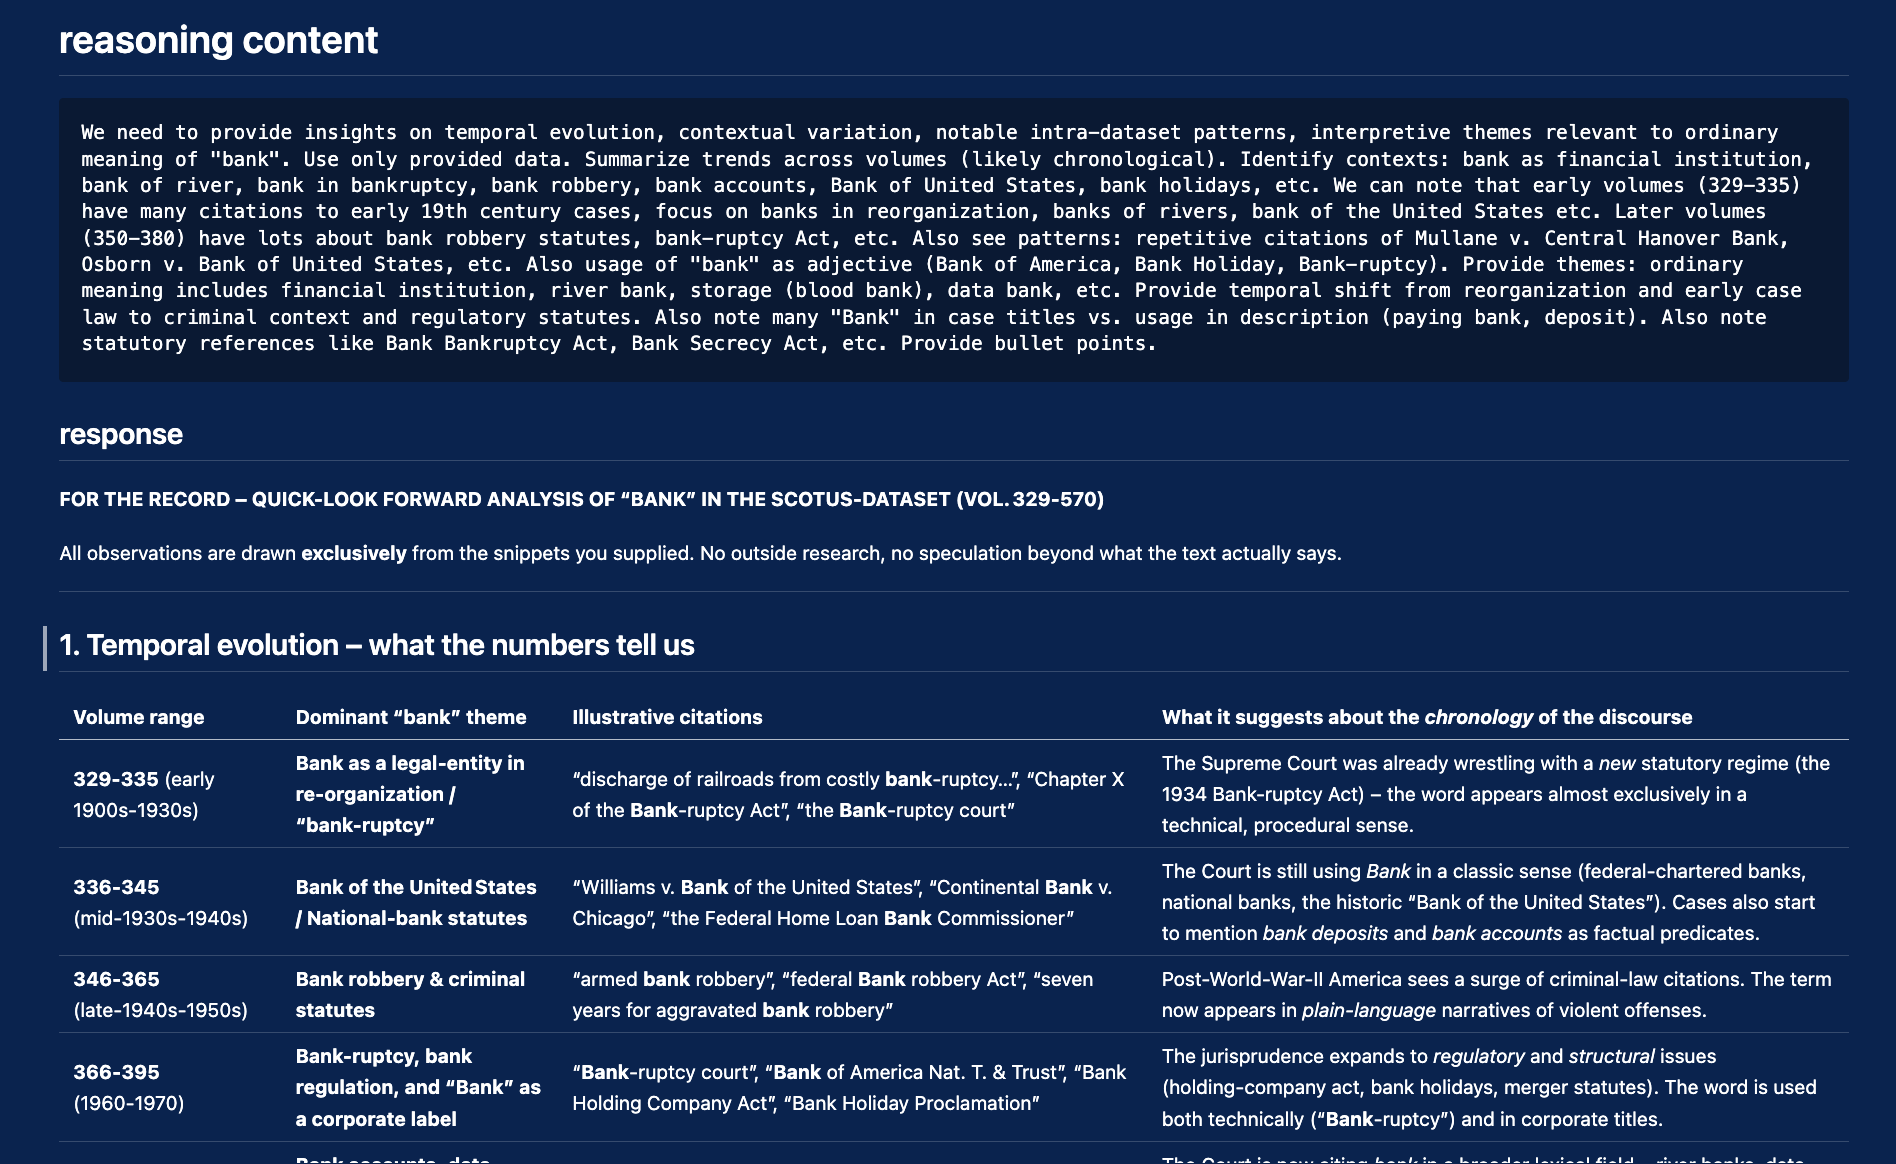 reasoning content
We need to provide insights on temporal evolution, contextual variation, notable intra-dataset patterns, interpretive themes relevant to ordinary
meaning of "bank". Use only provided data. Summarize trends across volumes (likely chronological). Identify contexts: bank as financial institution,
bank of river, bank in bankruptcy, bank robbery, bank accounts, Bank of United States, bank holidays, etc. We can note that early volumes (329–335)
have many citations to early 19th century cases, focus on banks in reorganization, banks of rivers, bank of the United States etc. Later volumes
(350–380) have lots about bank robbery statutes, bank-ruptcy Act, etc. Also see patterns: repetitive citations of Mullane v. Central Hanover Bank,
Osborn v. Bank of United States, etc. Also usage of "bank" as adjective (Bank of America, Bank Holiday, Bank-ruptcy). Provide themes: ordinary
meaning includes financial institution, river bank, storage (blood bank), data bank, etc. Provide temporal shift from reorganization and early case
law to criminal context and regulatory statutes. Also note many "Bank" in case titles vs. usage in description (paying bank, deposit). Also note
statutory references like Bank Bankruptcy Act, Bank Secrecy Act, etc. Provide bullet points.
response
FOR THE RECORD – QUICK-LOOK FORWARD ANALYSIS OF “BANK” IN THE SCOTUS-DATASET (VOL. 329-570)
All observations are drawn exclusively from the snippets you supplied. No outside research, no speculation beyond what the text actually says.
1. Temporal evolution – what the numbers tell us
Volume range Dominant “bank” theme Illustrative citations What it suggests about the chronology of the discourse
329-335 (early
1900s-1930s)
Bank as a legal-entity in
re-organization /
“bank-ruptcy”
“discharge of railroads from costly bank-ruptcy…”, “Chapter X
of the Bank-ruptcy Act”, “the Bank-ruptcy court”
The Supreme Court was already wrestling with a new statutory regime (the
1934 Bank-ruptcy Act) – the word appears almost exclusively in a
technical, procedural sense.
336-345
(mid-1930s-1940s)
Bank of the United States
/ National-bank statutes
“Williams v. Bank of the United States”, “Continental Bank v.
Chicago”, “the Federal Home Loan Bank Commissioner”
The Court is still using Bank in a classic sense (federal-chartered banks,
national banks, the historic “Bank of the United States”). Cases also start
to mention bank deposits and bank accounts as factual predicates.
346-365
(late-1940s-1950s)
Bank robbery & criminal
statutes
“armed bank robbery”, “federal Bank robbery Act”, “seven
years for aggravated bank robbery”
Post-World-War-II America sees a surge of criminal-law citations. The term
now appears in plain-language narratives of violent offenses.
366-395
(1960-1970)
Bank-ruptcy, bank
regulation, and “Bank” as
a corporate label
“Bank-ruptcy court”, “Bank of America Nat. T. & Trust”, “Bank
Holding Company Act”, “Bank Holiday Proclamation”
The jurisprudence expands to regulatory and structural issues
(holding-company act, bank holidays, merger statutes). The word is used
both technically (“Bank-ruptcy”) and in corporate titles.